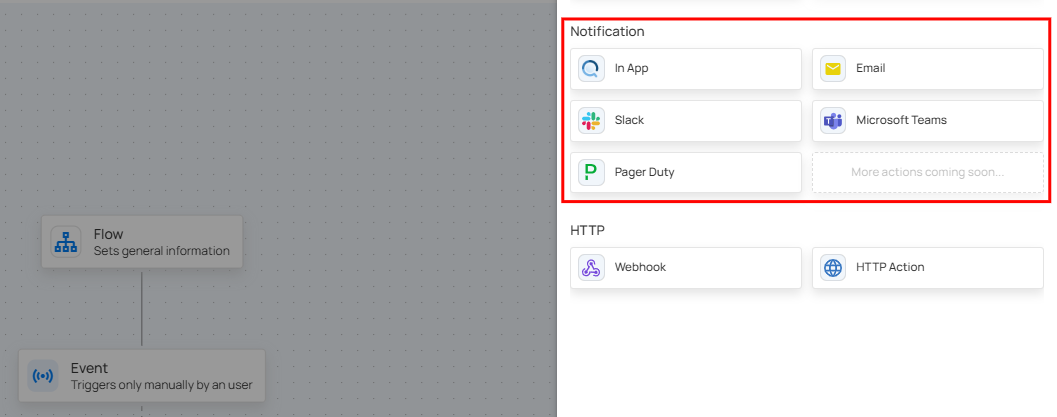 Notification
In App
Email
Slack
Microsoft Teams
Pager Duty
More actions coming soon...
HTTP
Webhook
HTTP Action
Flow
Sets general information
Event
Triggers only manually by an user